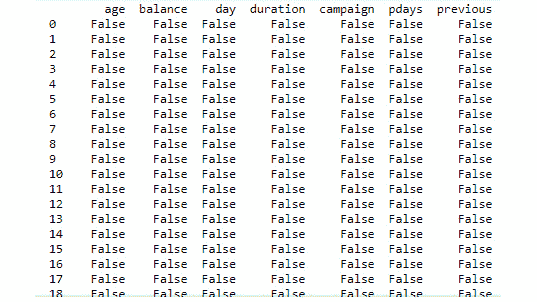 age balance day duration campaign pdays previous
0 False False False False False False False
1 False False False False False False False
2 False False False False False False False
3 False False False False False False False
4 False False False False False False False
5 False False False False False False False
6 False False False False False False False
7 False False False False False False False
8 False False False False False False False
9 False False False False False False False
10 False False False False False False False
11 False False False False False False False
12 False False False False False False False
13 False False False False False False False
14 False False False False False False False
15 False False False False False False False
16 False False False False False False False
17 False False False False False False False
18 False False False False False False False